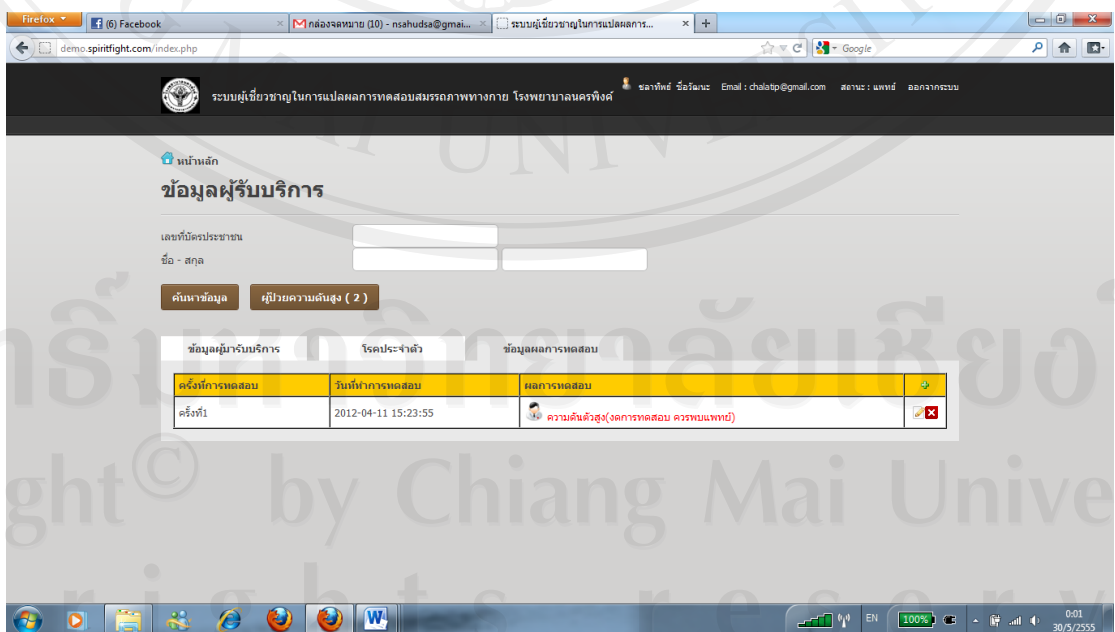 Firefox
(6) Facebook
กล่องจดหมาย (10) - nsahudsa@gmai...
ระบบผู้เชี่ยวชาญในการแปลผลการ...
demo.spiritfight.com/index.php
Google
ระบบผู้เชี่ยวชาญในการแปลผลการทดสอบสมรรถภาพทางกาย โรงพยาบาลนครพิงค์
ชลาทิพย์ ชื่อวัฒนะ Email : chalatip@gmail.com สถานะ : แพทย์ ออกจากระบบ
หน้าหลัก
ข้อมูลผู้รับบริการ
เลขที่บัตรประชาชน
ชื่อ - สกุล
ค้นหาข้อมูล ผู้ป่วยความดันสูง ( 2 )
ข้อมูลผู้มารับบริการ โรคประจำตัว ข้อมูลผลการทดสอบ
ครั้งที่การทดสอบ วันที่ทำการทดสอบ ผลการทดสอบ
ครั้งที่1 2012-04-11 15:23:55 ความดันตัวสูง(งดการทดสอบ ควรพบแพทย์)
ght© by Chiang Mai Unive
rights reserv
EN 100% 0:01
30/5/2555